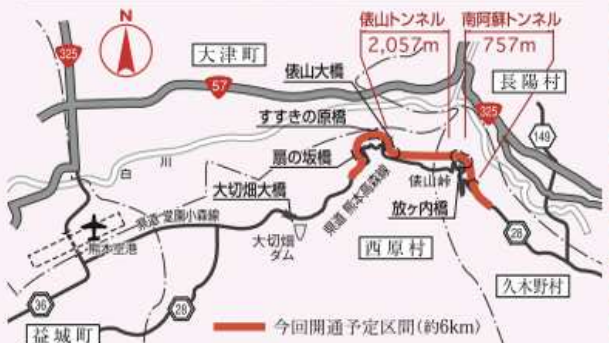 N
俵山トンネル
2,057m
南阿蘇トンネル
757m
325
大津町
57
俵山大橋
長陽村
325
149
すすきの原橋
扇の坂橋
白川
大切畑大橋
県道 熊本高森線
俵山峠
放ヶ内橋
県道 堂園小森線
熊本空港
大切畑
ダム
西原村
28
久木野村
36
28
益城町
今回開通予定区間(約6km)